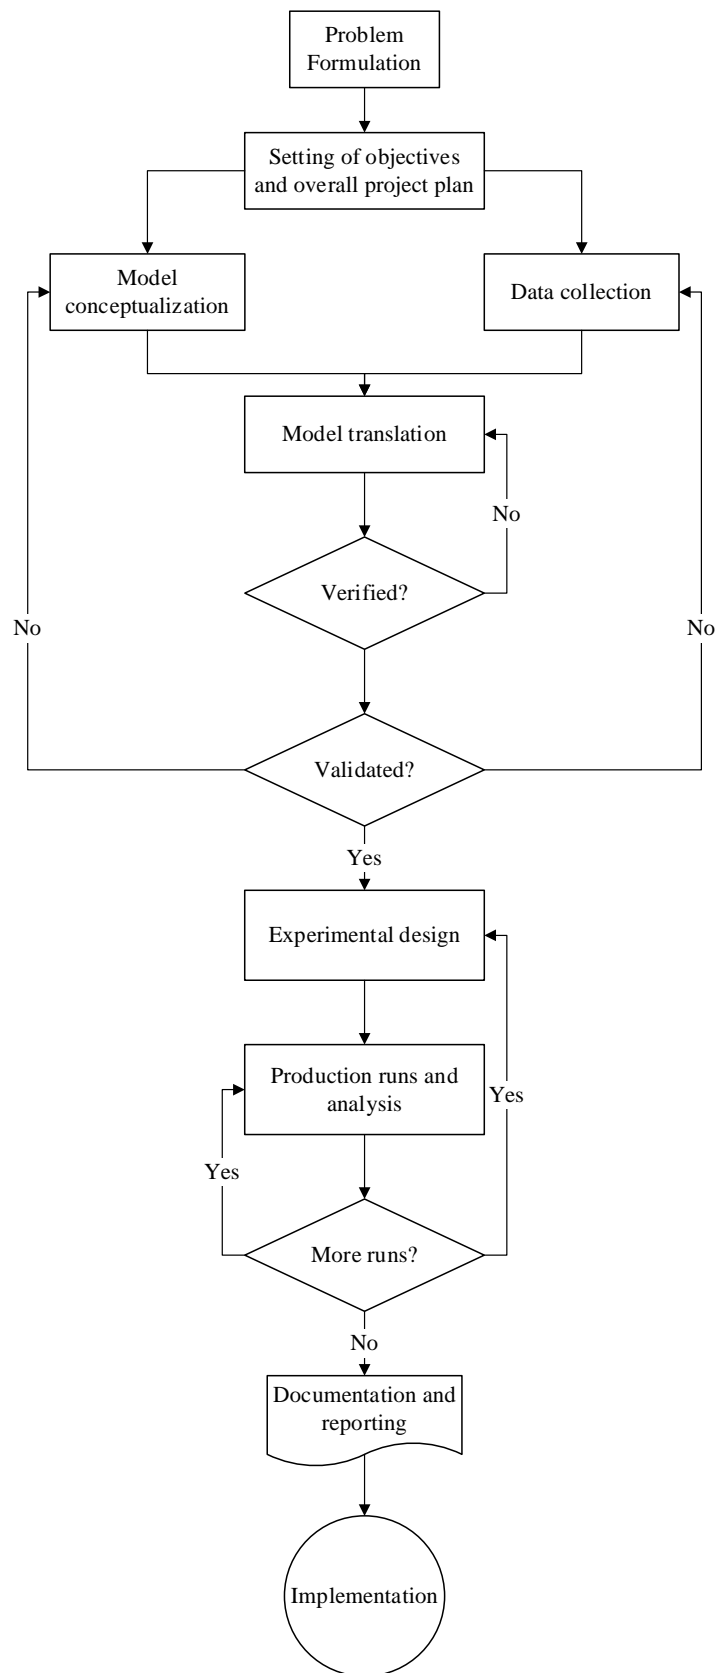 Problem
Formulation
Setting of objectives
and overall project plan
Model
conceptualization
Data collection
Model translation
No
Verified?
No
No
Validated?
Yes
Experimental design
Production runs and
analysis
Yes
Yes
More runs?
No
Documentation and
reporting
Implementation